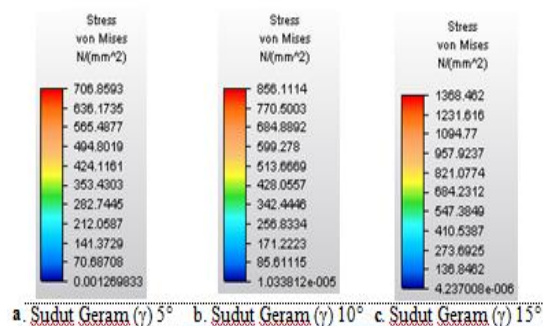 Stress
von Mises
N/(mm^2)
706.8593
636.1735
565.4877
494.8019
424.1161
353.4303
282.7445
212.0587
141.3729
70.68708
0.001269833
Stress
von Mises
N/(mm^2)
856.1114
770.5003
684.8892
599.278
513.6669
428.0557
342.4446
256.8334
171.2223
85.61115
1.033812e-005
Stress
von Mises
N/(mm^2)
1368.462
1231.616
1094.77
957.9237
821.0774
684.2312
547.3849
410.5387
273.6925
136.8462
4.237008e-006
a. Sudut Geram (γ) 5° b. Sudut Geram (γ) 10° c. Sudut Geram (γ) 15°